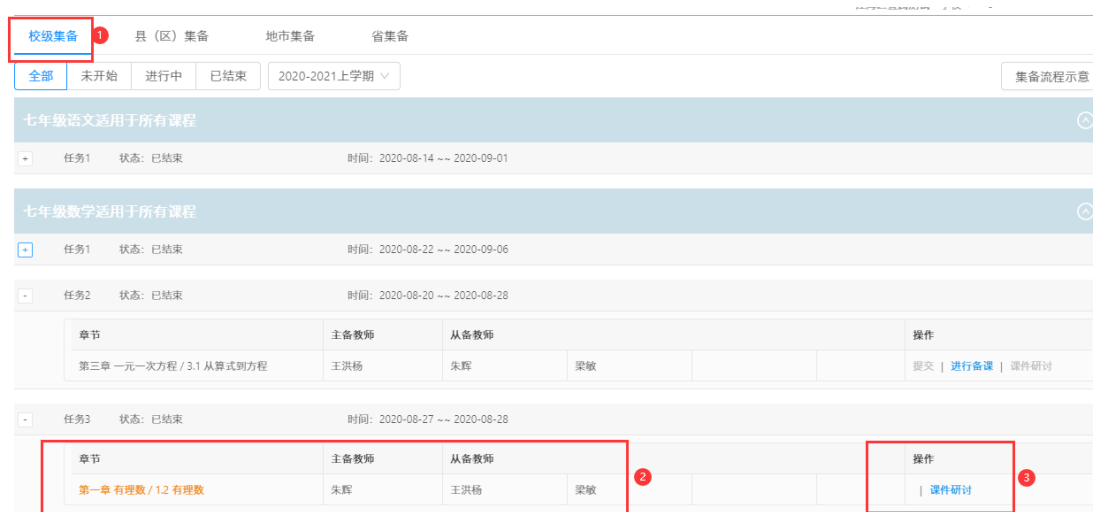 校级集备 1 县（区）集备 地市集备 省集备
全部 未开始 进行中 已结束 2020-2021上学期 集备流程示意
七年级语文适用于所有课程
+ 任务1 状态：已结束 时间：2020-08-14 ~~ 2020-09-01
七年级数学适用于所有课程
+ 任务1 状态：已结束 时间：2020-08-22 ~~ 2020-09-06
- 任务2 状态：已结束 时间：2020-08-20 ~~ 2020-08-28
章节 主备教师 从备教师 操作
第三章 一元一次方程 / 3.1 从算式到方程 王洪杨 朱辉 梁敏 提交 | 进行备课 | 课件研讨
- 任务3 状态：已结束 时间：2020-08-27 ~~ 2020-08-28
章节 主备教师 从备教师 2 操作 3
第一章 有理数 / 1.2 有理数 朱辉 王洪杨 梁敏 | 课件研讨